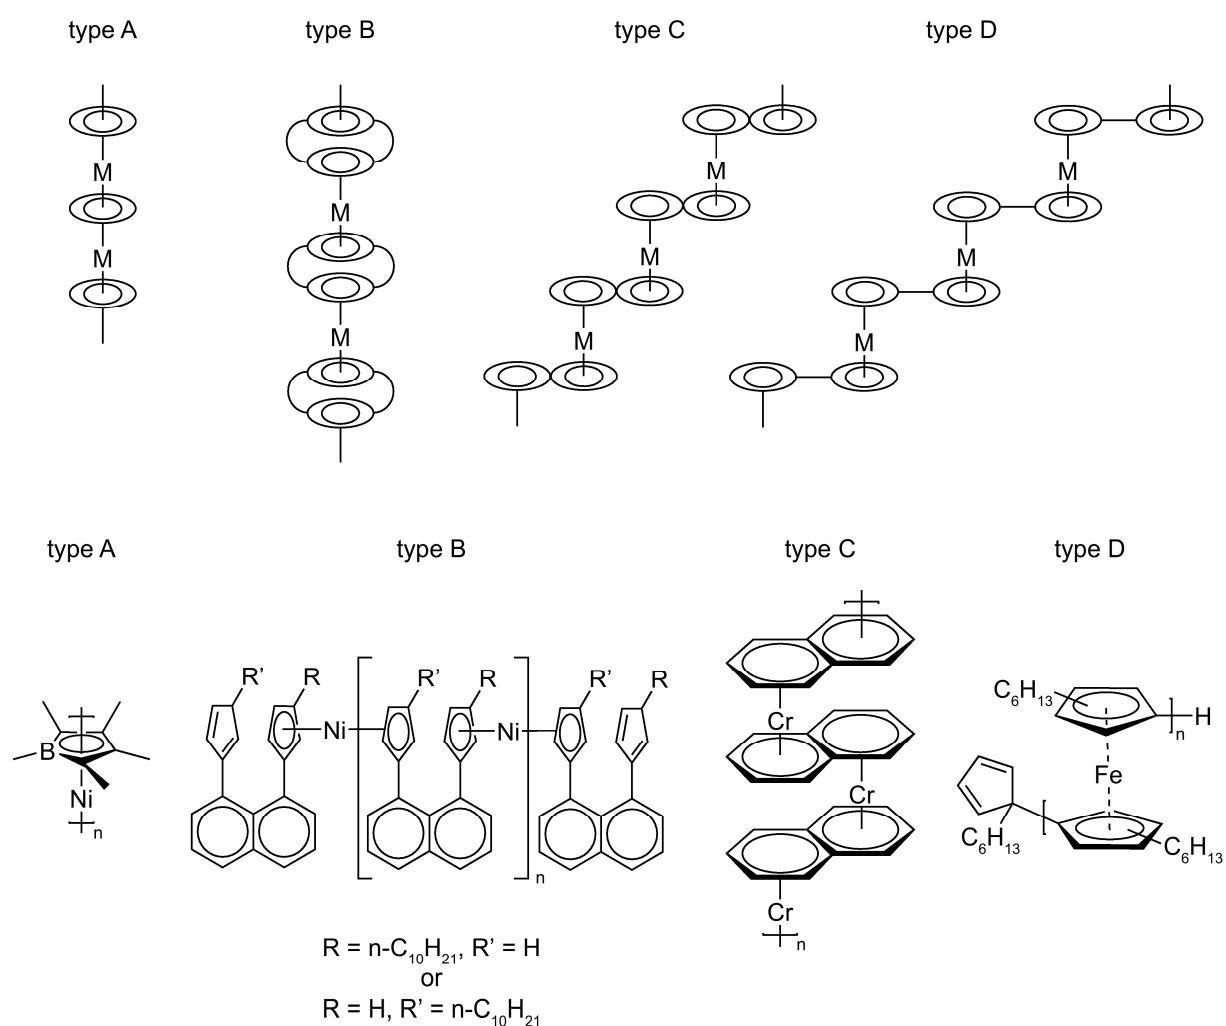 type A type B type C type D
M
M
M
M
M
M
M
M
M
M
type A type B type C type D
B
Ni
n
R' R
Ni
R' R
Ni
n
R' R
R = n-C₁₀H₂₁, R' = H
or
R = H, R' = n-C₁₀H₂₁
Cr
Cr
Cr
n
C₆H₁₃
n
H
Fe
C₆H₁₃
C₆H₁₃